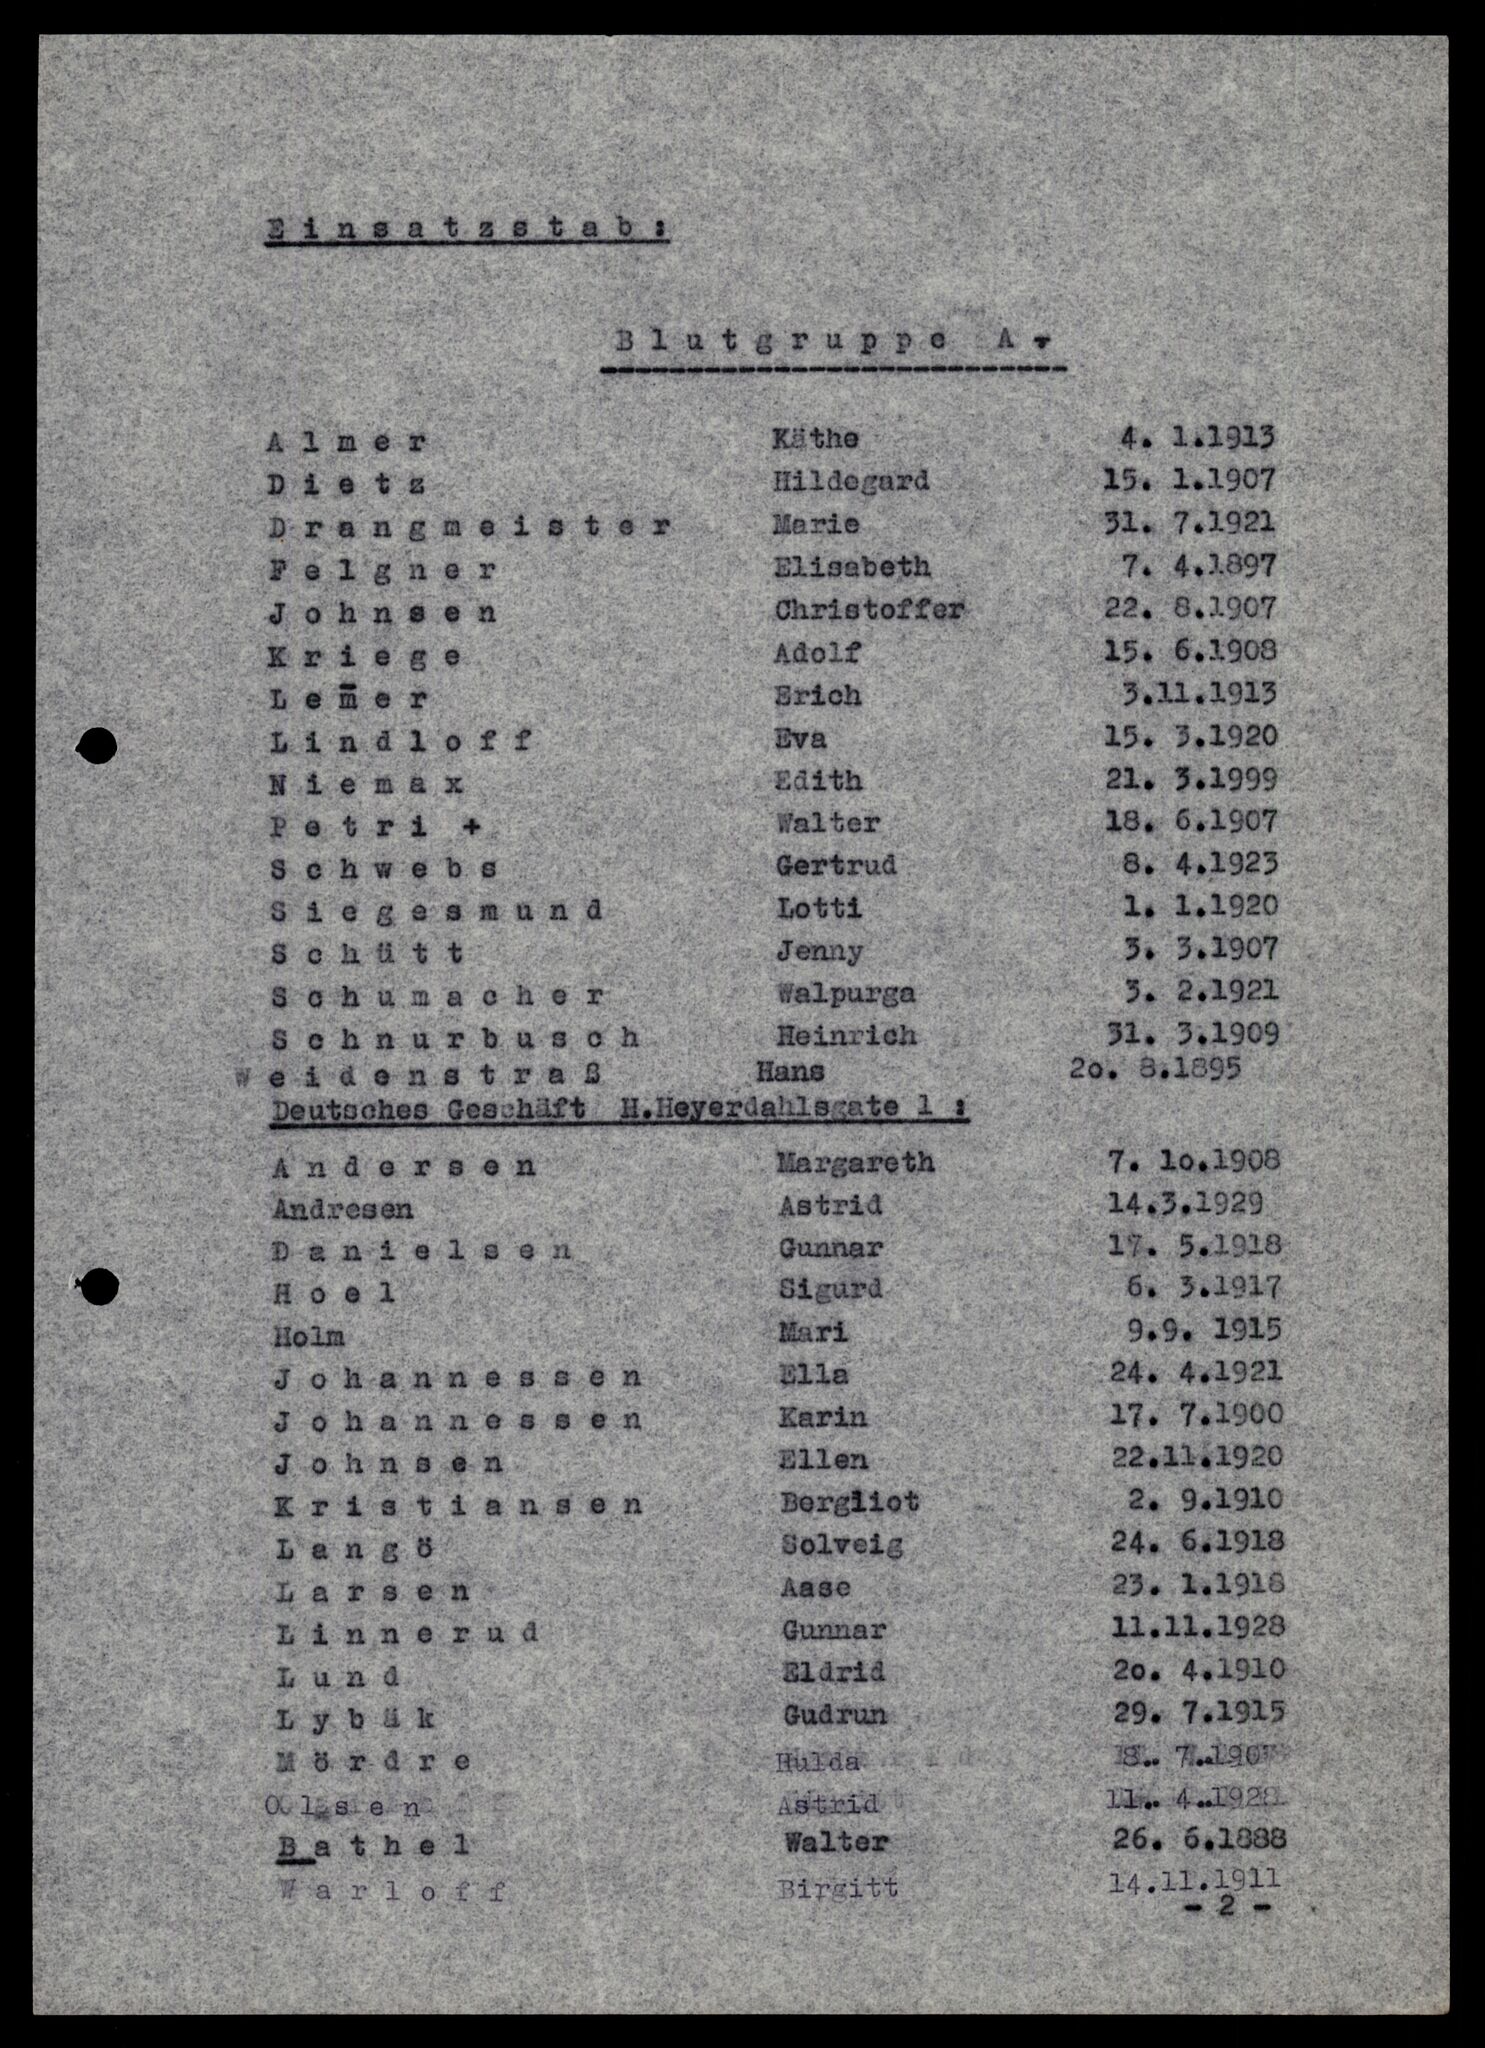 Einsatzstab:
Blutgruppe A.
Almer Käthe 4. 1.1913
Dietz Hildegard 15. 1.1907
Drangmeister Marie 31. 7.1921
Felgner Elisabeth 7. 4.1897
Johnsen Christoffer 22. 8.1907
Kriege Adolf 15. 6.1908
Lem̅er Erich 3.11.1913
Lindloff Eva 15. 3.1920
Niemax Edith 21. 3.1999
Petri + Walter 18. 6.1907
Schwebs Gertrud 8. 4.1923
Siegesmund Lotti 1. 1.1920
Schütt Jenny 3. 3.1907
Schumacher Walpurga 3. 2.1921
Schnurbusch Heinrich 31. 3.1909
Weidenstraß Hans 2o. 8.1895
Deutsches Geschäft H.Heyerdahlsgate 1 :
Andersen Margareth 7. 1o.1908
Andresen Astrid 14.3.1929
Danielsen Gunnar 17. 5.1918
Hoel Sigurd 6. 3.1917
Holm Mari 9.9. 1915
Johannessen Ella 24. 4.1921
Johannessen Karin 17. 7.1900
Johnsen Ellen 22.11.1920
Kristiansen Bergliot 2. 9.1910
Langö Solveig 24. 6.1918
Larsen Aase 23. 1.1918
Linnerud Gunnar 11.11.1928
Lund Eldrid 2o. 4.1910
Lybäk Gudrun 29. 7.1915
Mördre Hulda 8. 7.1907
Olsen Astrid 11. 4.1928
Bathel Walter 26. 6.1888
Warloff Birgitt 14.11.1911
- 2 -